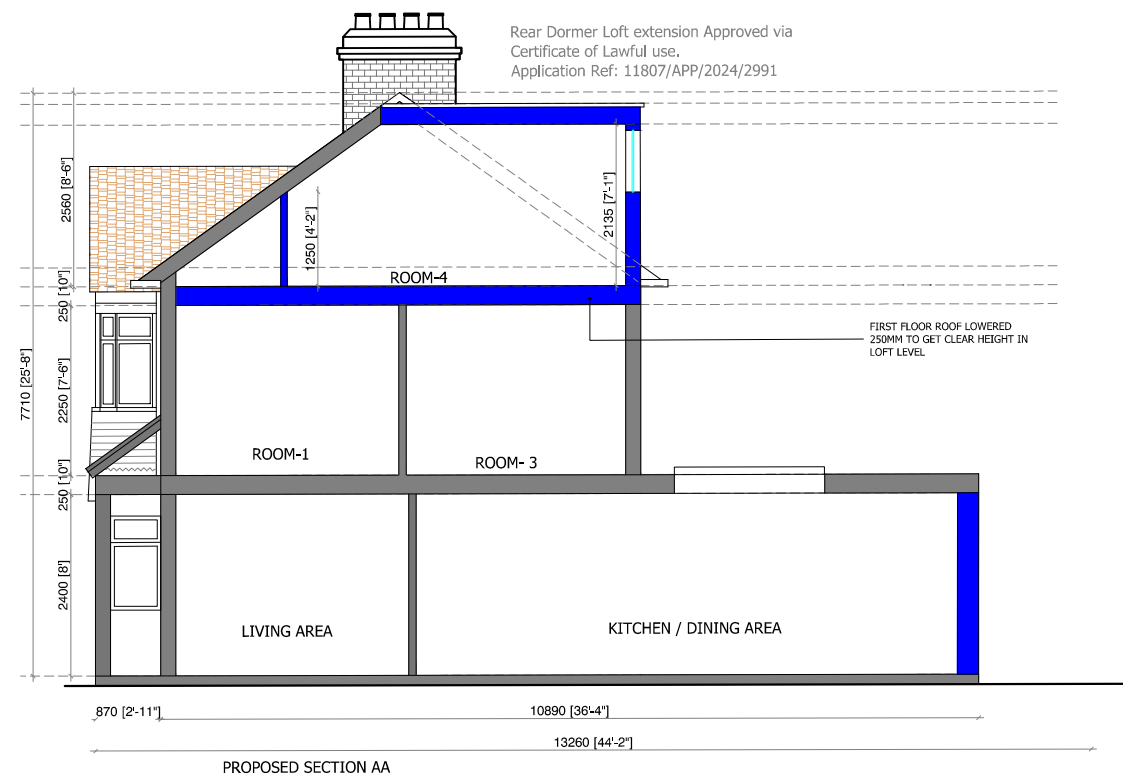 Rear Dormer Loft extension Approved via
Certificate of Lawful use.
Application Ref: 11807/APP/2024/2991
2560 [8'-6"]
1250 [4'-2"]
2135 [7'-1"]
ROOM-4
250 [10"]
FIRST FLOOR ROOF LOWERED
250MM TO GET CLEAR HEIGHT IN
LOFT LEVEL
7710 [25'-8"]
2250 [7'-6"]
ROOM-1
ROOM- 3
250 [10"]
2400 [8']
LIVING AREA
KITCHEN / DINING AREA
870 [2'-11"]
10890 [36'-4"]
13260 [44'-2"]
PROPOSED SECTION AA